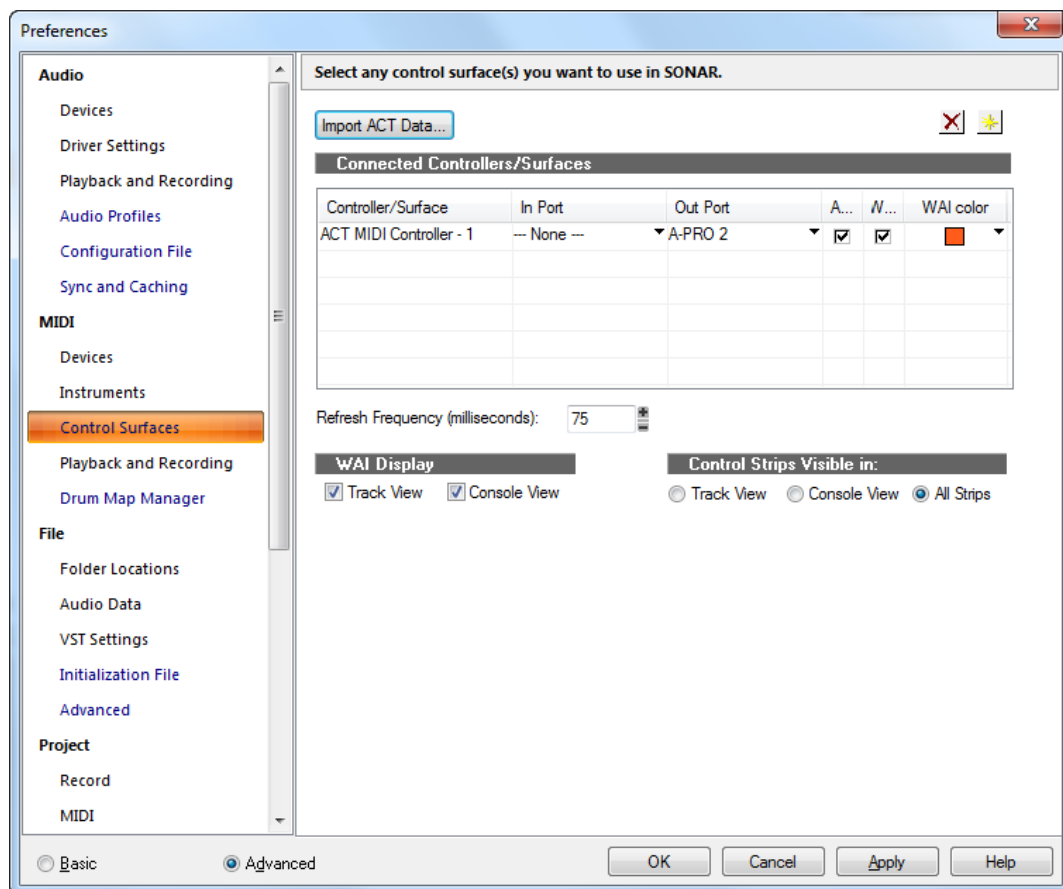 Preferences
Audio
Devices
Driver Settings
Playback and Recording
Audio Profiles
Configuration File
Sync and Caching
MIDI
Devices
Instruments
Control Surfaces
Playback and Recording
Drum Map Manager
File
Folder Locations
Audio Data
VST Settings
Initialization File
Advanced
Project
Record
MIDI
Basic Advanced
Select any control surface(s) you want to use in SONAR.
Import ACT Data...
Connected Controllers/Surfaces
Controller/Surface In Port Out Port A... W... WAI color
ACT MIDI Controller - 1 --- None --- A-PRO 2
Refresh Frequency (milliseconds): 75
WAI Display
Track View Console View
Control Strips Visible in:
Track View Console View All Strips
OK Cancel Apply Help